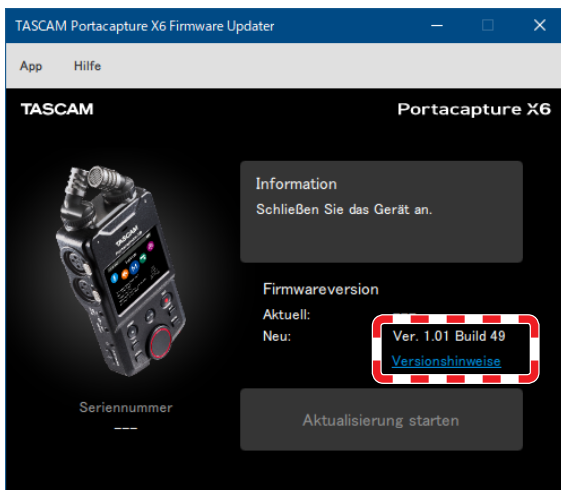 TASCAM Portacapture X6 Firmware Updater
App Hilfe
TASCAM Portacapture X6
Information
Schließen Sie das Gerät an.
Firmwareversion
Aktuell:
Neu: Ver. 1.01 Build 49
Versionshinweise
Seriennummer
---
Aktualisierung starten